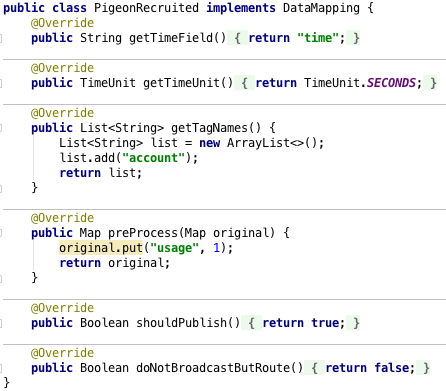 public class PigeonRecruited implements DataMapping {
@Override
public String getTimeField() { return "time"; }
@Override
public TimeUnit getTimeUnit() { return TimeUnit.SECONDS; }
@Override
public List<String> getTagNames() {
List<String> list = new ArrayList<>();
list.add("account");
return list;
}
@Override
public Map preProcess(Map original) {
original.put("usage", 1);
return original;
}
@Override
public Boolean shouldPublish() { return true; }
@Override
public Boolean doNotBroadcastButRoute() { return false; }
}